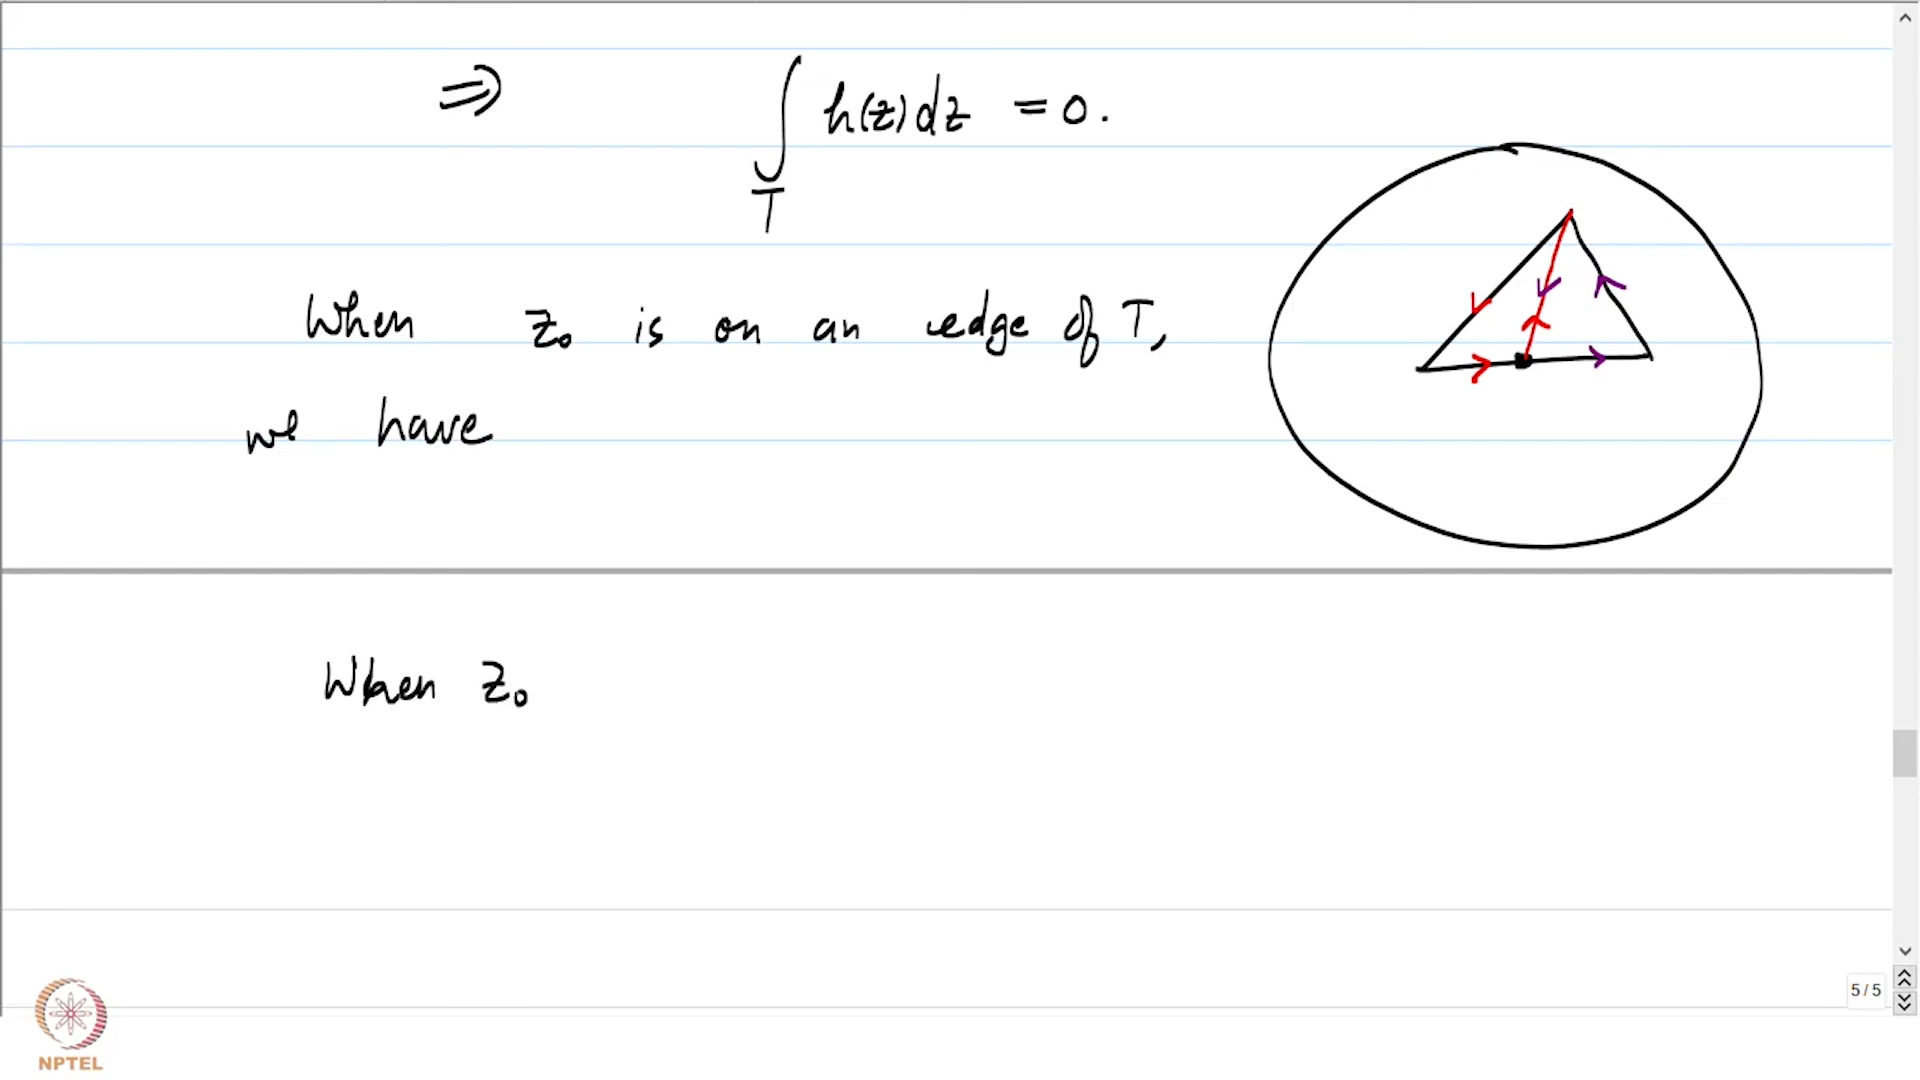 ⇒ ∫_T h(z)dz = 0.
When z₀ is on an edge of T,
we have
When z₀
5 / 5
NPTEL